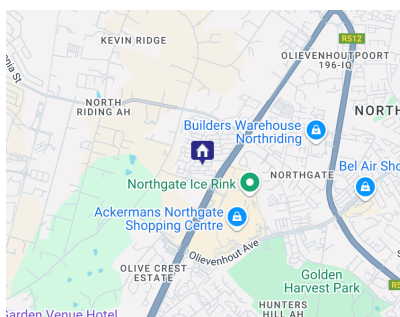 R512
KEVIN RIDGE
OLIEVENHOUTPOORT
196-IQ
NORTH
RIDING AH
NORTH
Builders Warehouse
Northriding
Bel Air Sho
NORTHGATE
Northgate Ice Rink
Ackermans Northgate
Shopping Centre
Olievenhout Ave
OLIVE CREST
ESTATE
Golden
Harvest Park
HUNTERS
HILL AH
Garden Venue Hotel